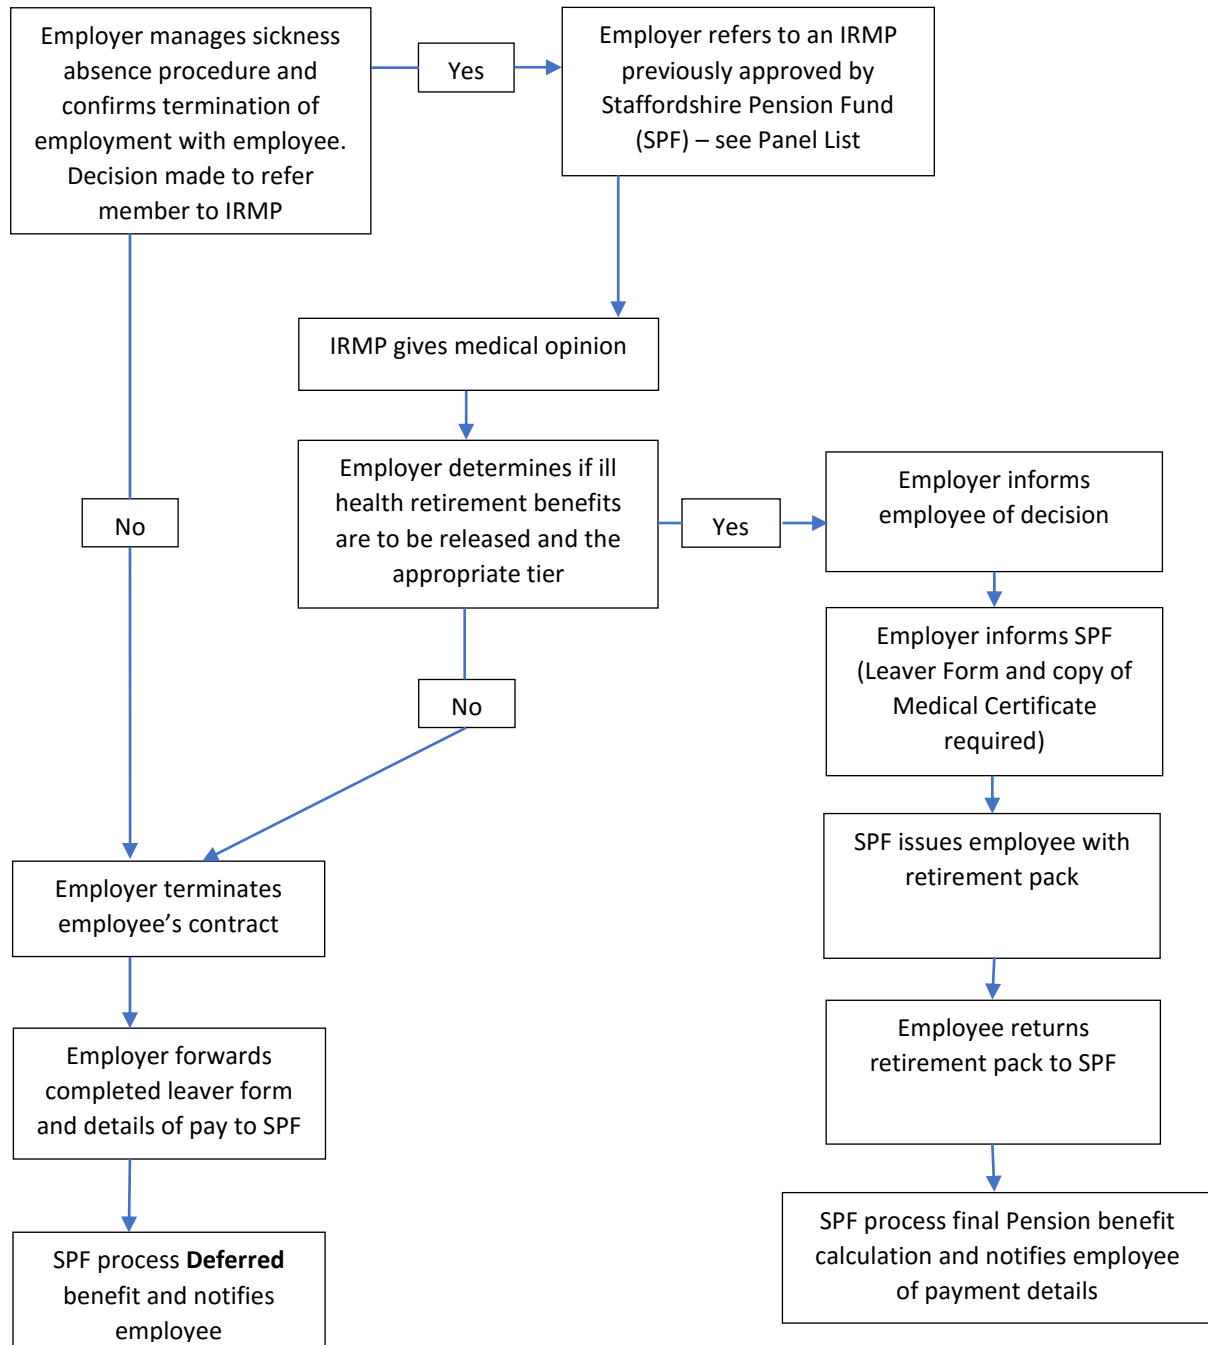 Employer manages sickness
absence procedure and
confirms termination of
employment with employee.
Decision made to refer
member to IRMP
Yes
Employer refers to an IRMP
previously approved by
Staffordshire Pension Fund
(SPF) – see Panel List
IRMP gives medical opinion
Employer determines if ill
health retirement benefits
are to be released and the
appropriate tier
Yes
Employer informs
employee of decision
No
Employer informs SPF
(Leaver Form and copy of
Medical Certificate
required)
No
SPF issues employee with
retirement pack
Employer terminates
employee’s contract
Employee returns
retirement pack to SPF
Employer forwards
completed leaver form
and details of pay to SPF
SPF process final Pension benefit
calculation and notifies employee
of payment details
SPF process Deferred
benefit and notifies
employee